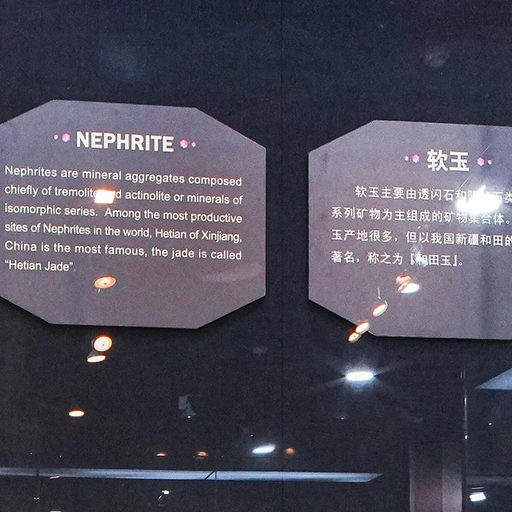 NEPHRITE
Nephrites are mineral aggregates composed
chiefly of tremolite and actinolite or minerals of
isomorphic series. Among the most productive
sites of Nephrites in the world, Hetian of Xinjiang,
China is the most famous, the jade is called
“Hetian Jade”.
软玉
软玉主要由透闪石和阳 石类
系列矿物为主组成的矿物集合体。
玉产地很多，但以我国新疆和田的
著名，称之为『和田玉』。